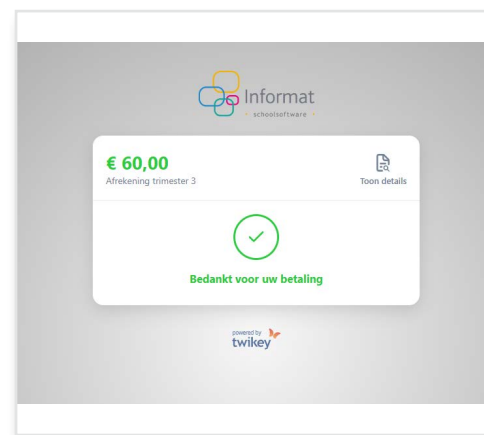 Informat
- schoolsoftware -
€ 60,00
Afrekening trimester 3
Toon details
Bedankt voor uw betaling
powered by
twikey